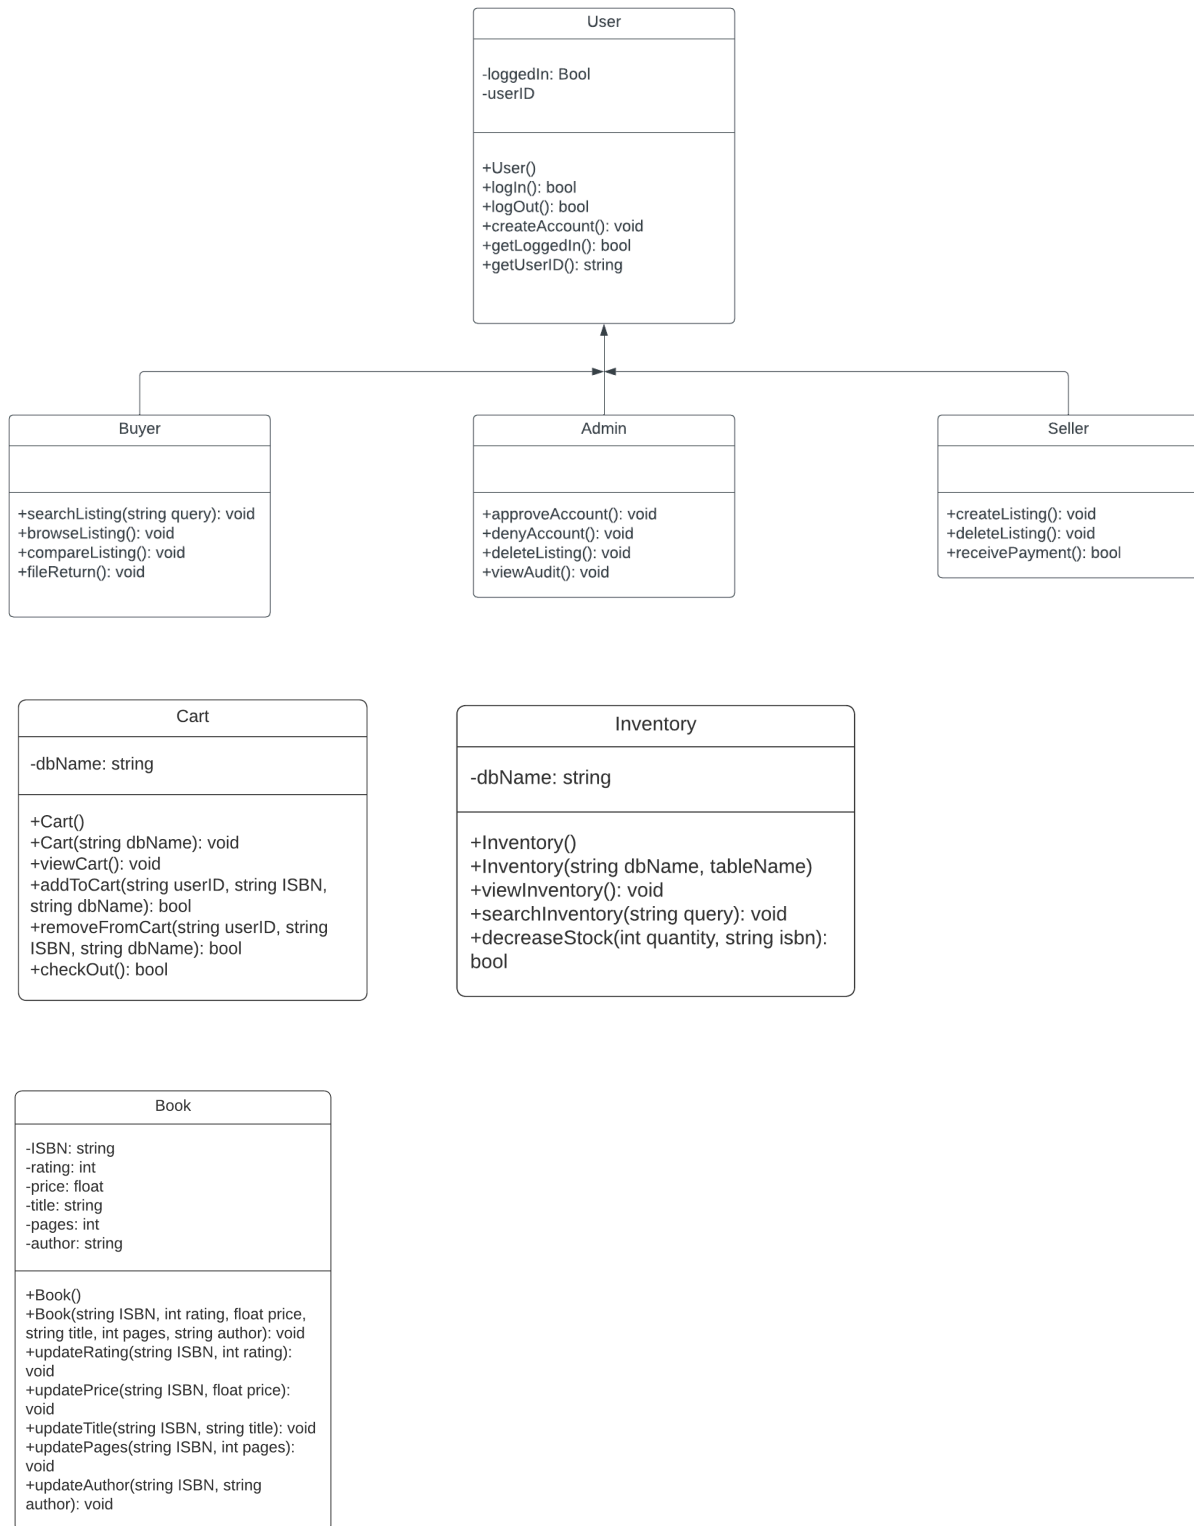 User
-loggedIn: Bool
-userID
+User()
+logIn(): bool
+logOut(): bool
+createAccount(): void
+getLoggedIn(): bool
+getUserID(): string
Buyer
+searchListing(string query): void
+browseListing(): void
+compareListing(): void
+fileReturn(): void
Admin
+approveAccount(): void
+denyAccount(): void
+deleteListing(): void
+viewAudit(): void
Seller
+createListing(): void
+deleteListing(): void
+receivePayment(): bool
Cart
-dbName: string
+Cart()
+Cart(string dbName): void
+viewCart(): void
+addToCart(string userID, string ISBN,
string dbName): bool
+removeFromCart(string userID, string
ISBN, string dbName): bool
+checkOut(): bool
Inventory
-dbName: string
+Inventory()
+Inventory(string dbName, tableName)
+viewInventory(): void
+searchInventory(string query): void
+decreaseStock(int quantity, string isbn):
bool
Book
-ISBN: string
-rating: int
-price: float
-title: string
-pages: int
-author: string
+Book()
+Book(string ISBN, int rating, float price,
string title, int pages, string author): void
+updateRating(string ISBN, int rating):
void
+updatePrice(string ISBN, float price):
void
+updateTitle(string ISBN, string title): void
+updatePages(string ISBN, int pages):
void
+updateAuthor(string ISBN, string
author): void